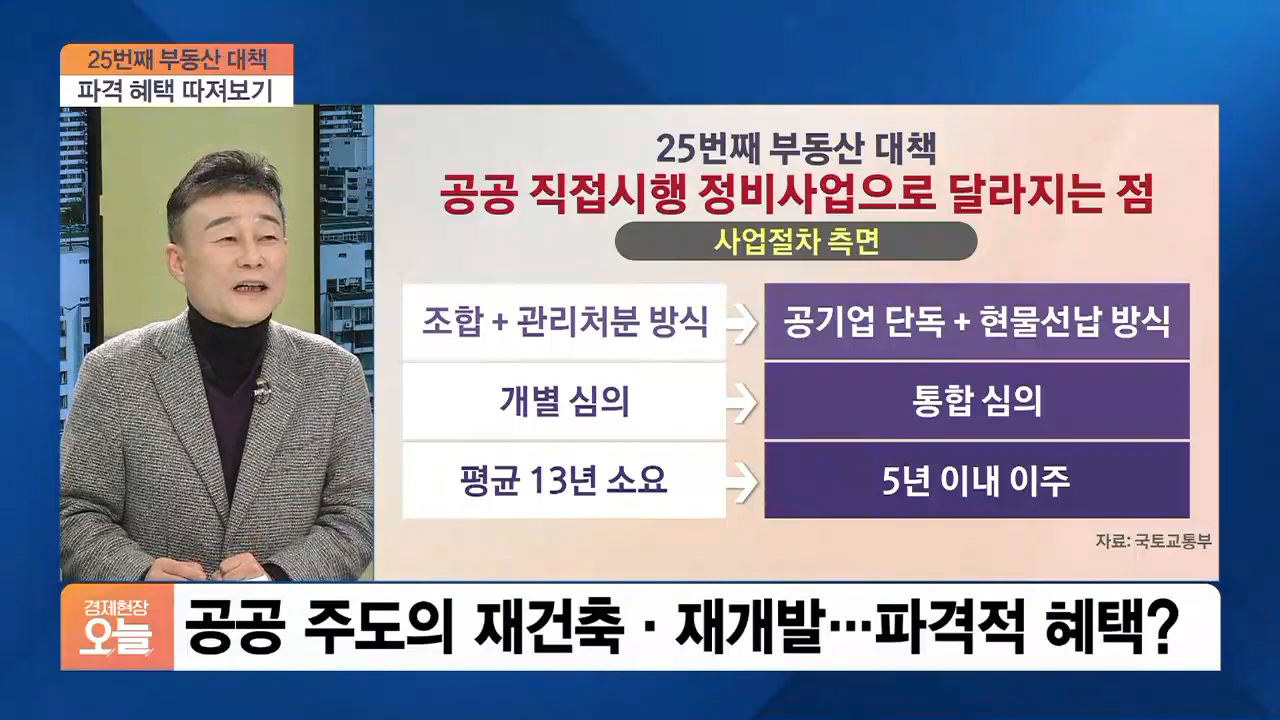 25번째 부동산 대책
파격 혜택 따져보기
25번째 부동산 대책
공공 직접시행 정비사업으로 달라지는 점
사업절차 측면
조합 + 관리처분 방식 → 공기업 단독 + 현물선납 방식
개별 심의 → 통합 심의
평균 13년 소요 → 5년 이내 이주
자료: 국토교통부
경제현장
오늘
공공 주도의 재건축 · 재개발…파격적 혜택?